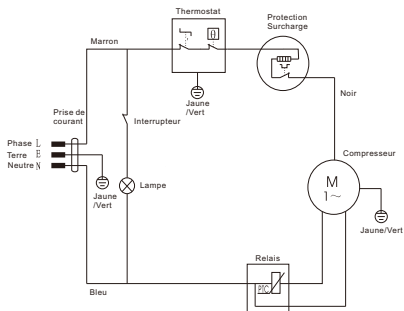 Thermostat
Protection
Surcharge
Marron
θ
Jaune
/Vert
Noir
Prise de
courant
Interrupteur
Phase L
Terre E
Neutre N
Compresseur
M
1~
Jaune
/Vert
Lampe
Jaune/Vert
Relais
PTC
Bleu